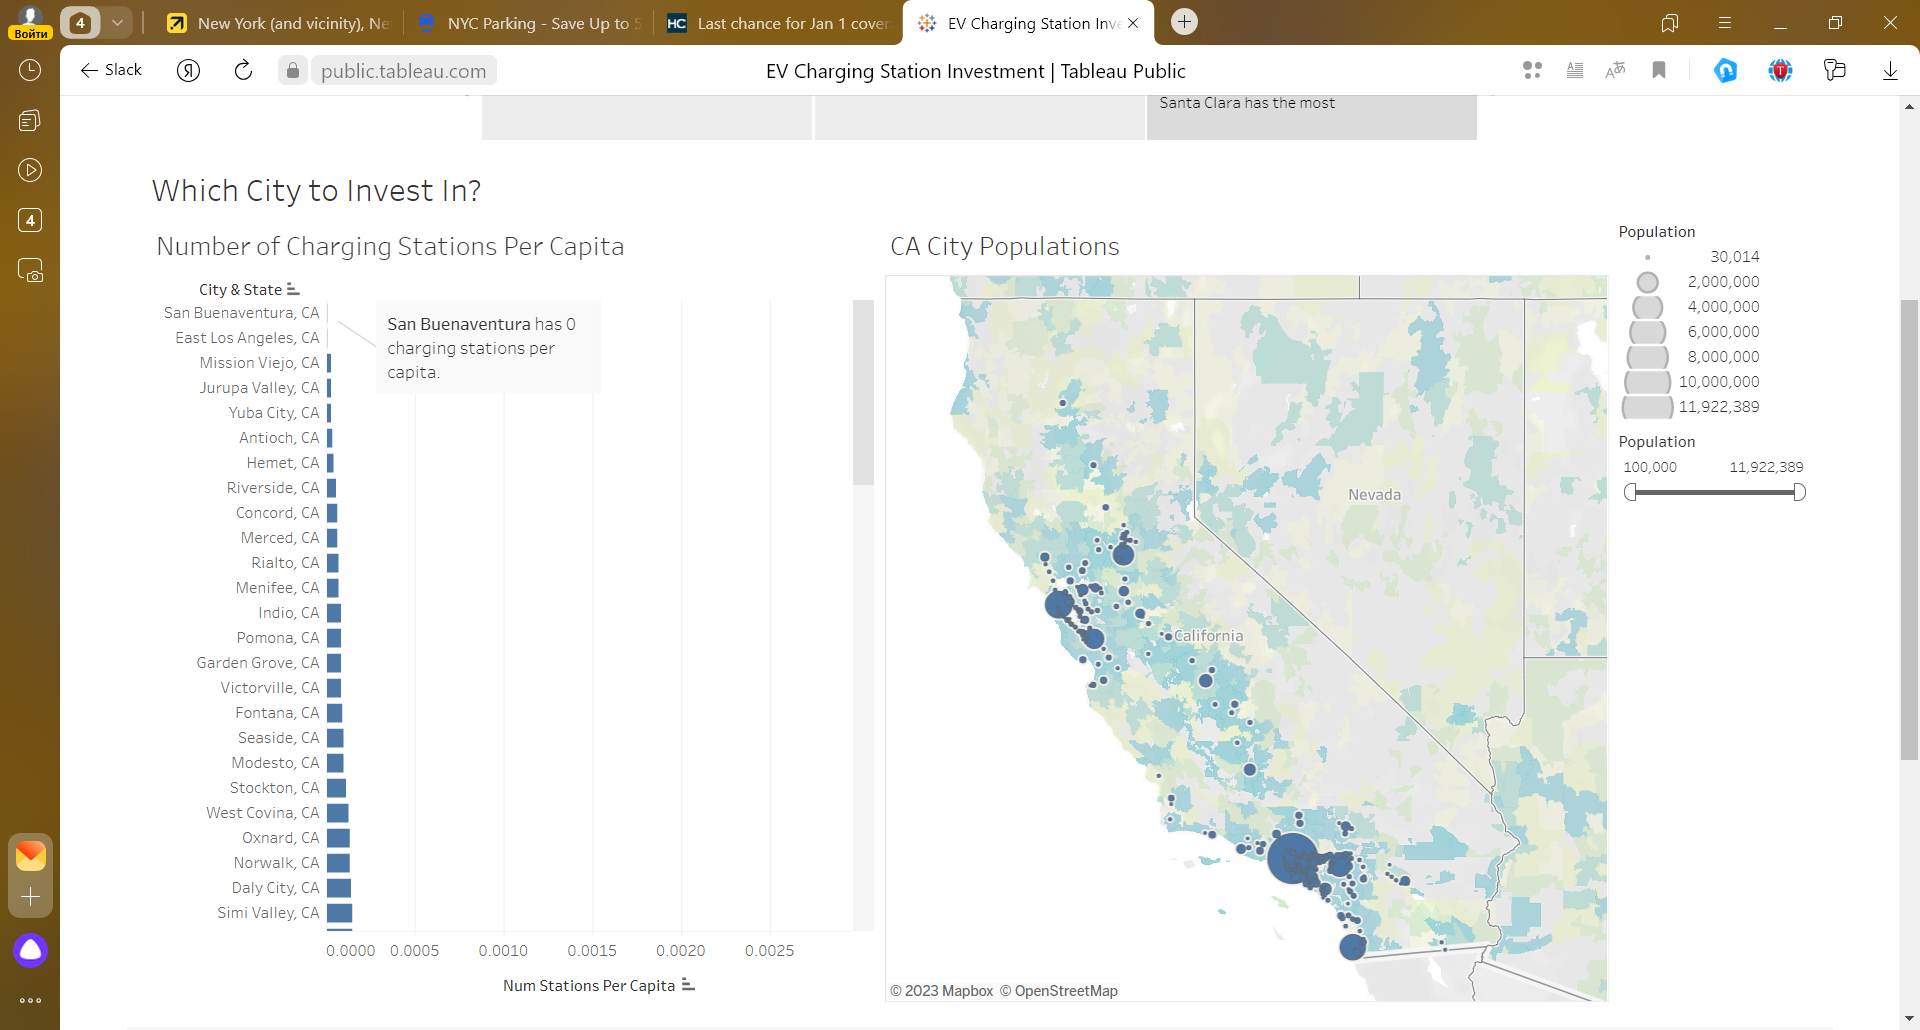 4
New York (and vicinity), Ne
NYC Parking - Save Up to 5
HC
Last chance for Jan 1 cover
EV Charging Station Inve
Войти
Slack
Я
public.tableau.com
EV Charging Station Investment | Tableau Public
4
Santa Clara has the most
Which City to Invest In?
Number of Charging Stations Per Capita
City & State
San Buenaventura, CA
East Los Angeles, CA
Mission Viejo, CA
Jurupa Valley, CA
Yuba City, CA
Antioch, CA
Hemet, CA
Riverside, CA
Concord, CA
Merced, CA
Rialto, CA
Menifee, CA
Indio, CA
Pomona, CA
Garden Grove, CA
Victorville, CA
Fontana, CA
Seaside, CA
Modesto, CA
Stockton, CA
West Covina, CA
Oxnard, CA
Norwalk, CA
Daly City, CA
Simi Valley, CA
San Buenaventura has 0
charging stations per
capita.
0.0000 0.0005 0.0010 0.0015 0.0020 0.0025
Num Stations Per Capita
CA City Populations
Nevada
California
© 2023 Mapbox © OpenStreetMap
Population
30,014
2,000,000
4,000,000
6,000,000
8,000,000
10,000,000
11,922,389
Population
100,000 11,922,389